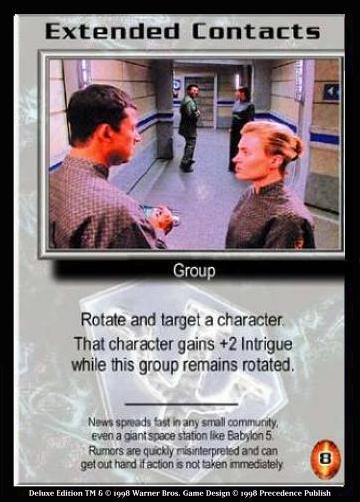 Extended Contacts
Group
Rotate and target a character.
That character gains +2 Intrigue
while this group remains rotated.
News spreads fast in any small community,
even a giant space station like Babylon 5.
Rumors are quickly misinterpreted and can
get out hand if action is not taken immediately.
8
Deluxe Edition TM & © 1998 Warner Bros. Game Design © 1998 Precedence Publish